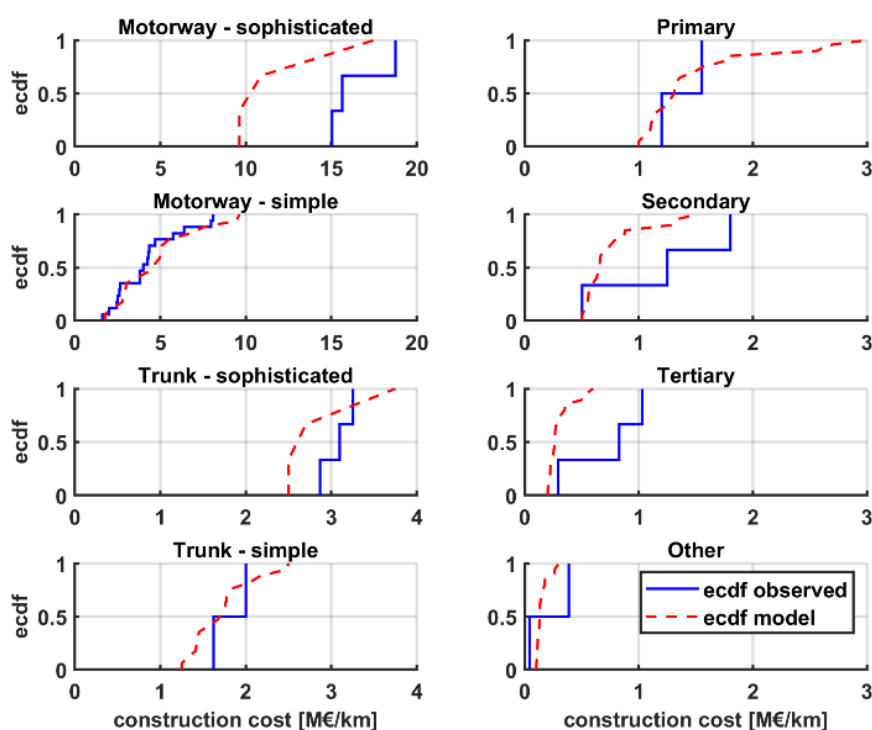 Motorway - sophisticated
ecdf
1
0.5
0
0 5 10 15 20
Primary
1
0.5
0
0 1 2 3
Motorway - simple
ecdf
1
0.5
0
0 5 10 15 20
Secondary
1
0.5
0
0 1 2 3
Trunk - sophisticated
ecdf
1
0.5
0
0 1 2 3 4
Tertiary
1
0.5
0
0 1 2 3
Trunk - simple
ecdf
1
0.5
0
0 1 2 3 4
construction cost [M€/km]
Other
1
0.5
0
ecdf observed
ecdf model
0 1 2 3
construction cost [M€/km]